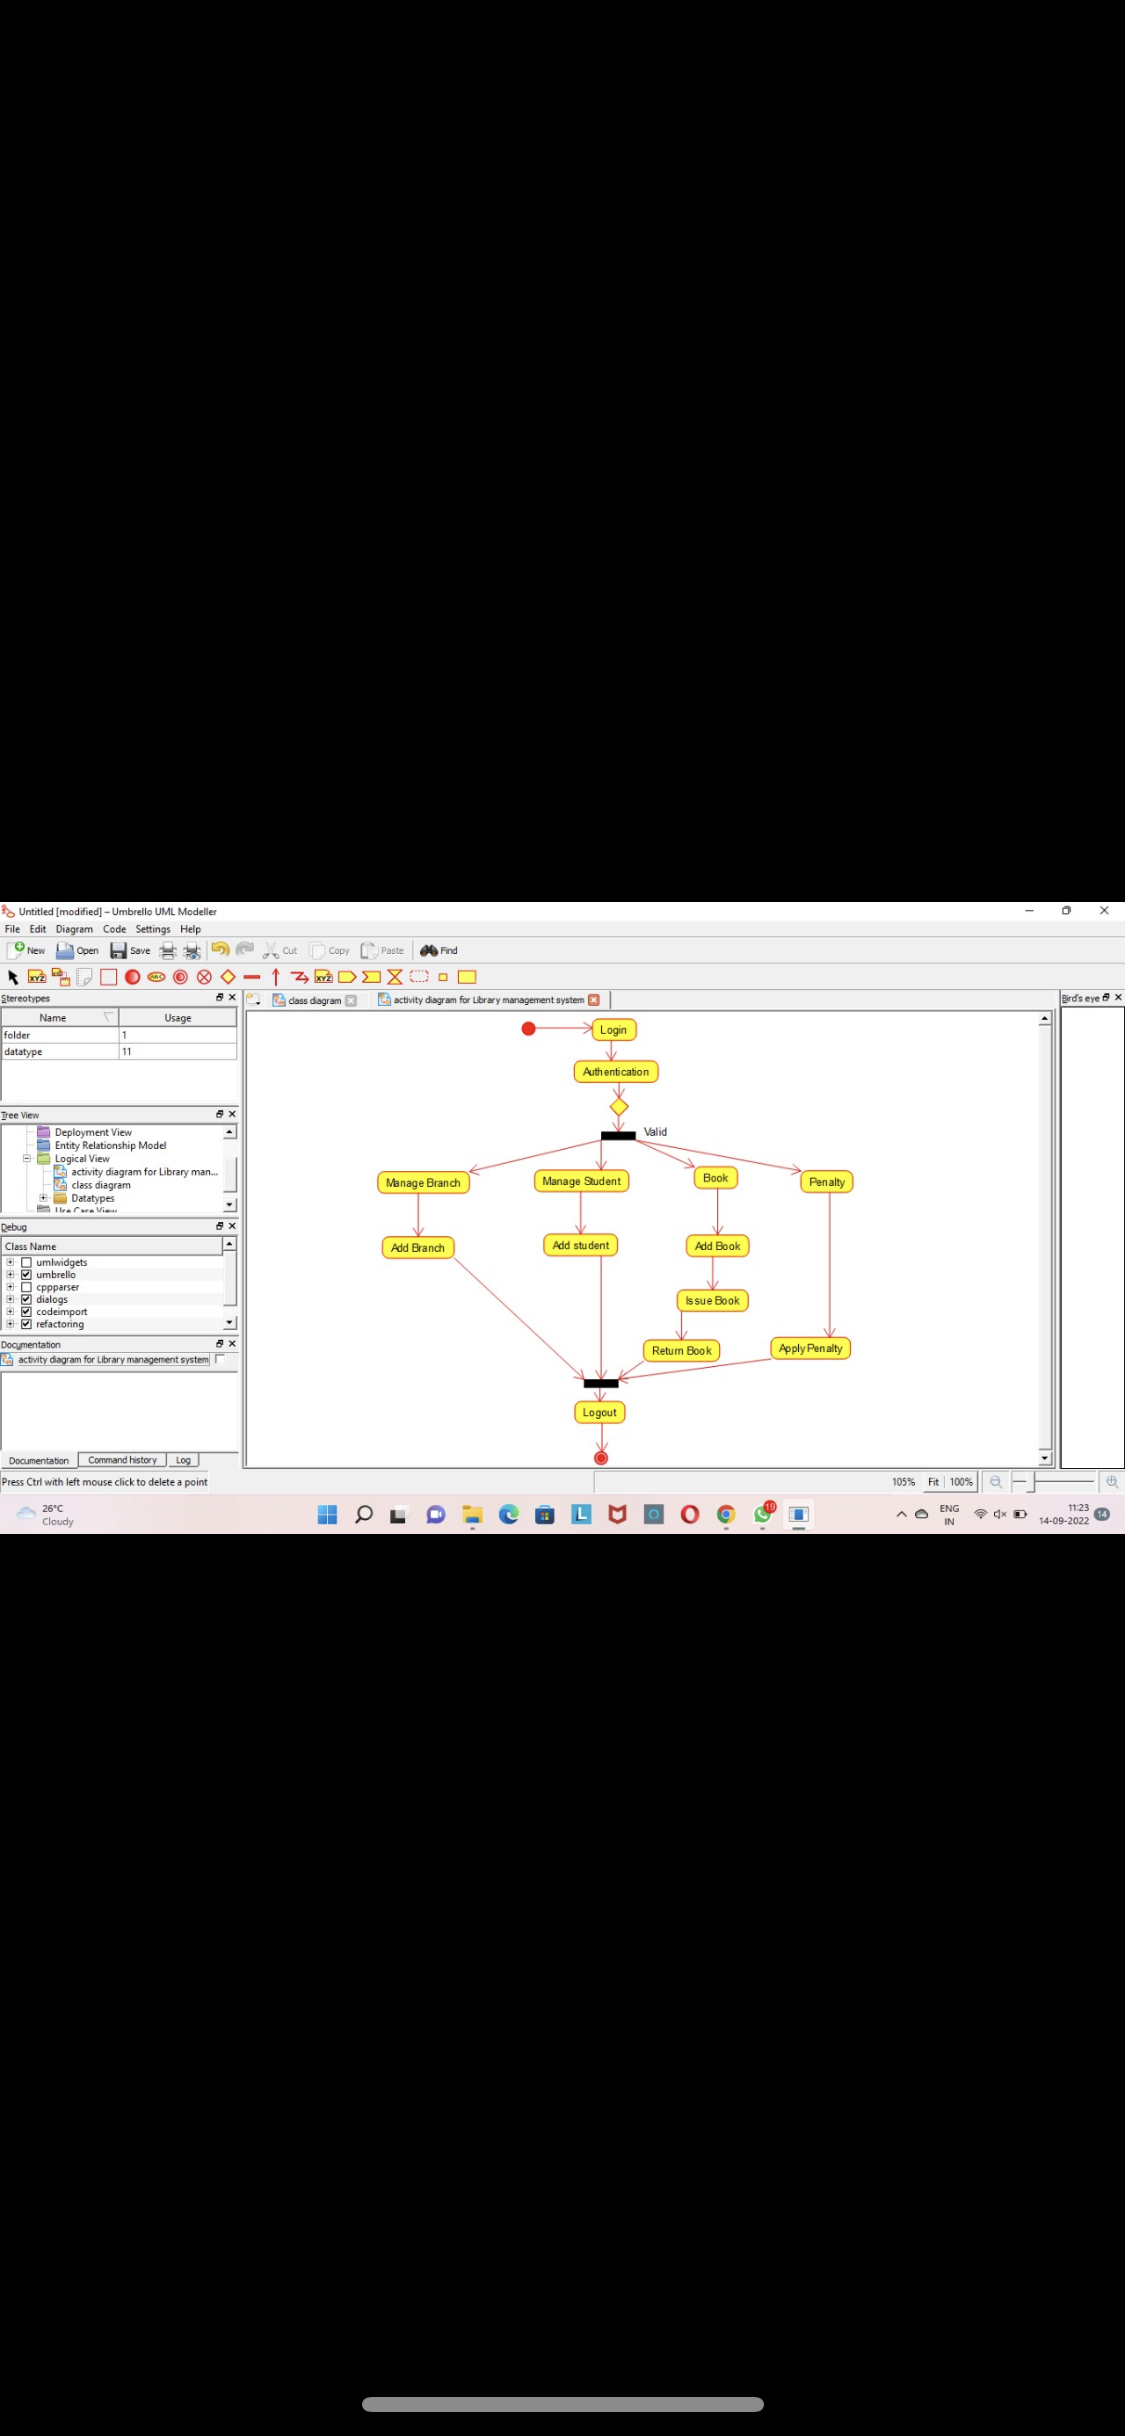 Untitled [modified] – Umbrello UML Modeller
File Edit Diagram Code Settings Help
New Open Save Cut Copy Paste Find
Stereotypes
Name Usage
folder 1
datatype 11
Tree View
Deployment View
Entity Relationship Model
Logical View
activity diagram for Library man...
class diagram
Datatypes
Use Case View
Debug
Class Name
umlwidgets
umbrello
cppparser
dialogs
codeimport
refactoring
Documentation
activity diagram for Library management system
Documentation Command history Log
Press Ctrl with left mouse click to delete a point
class diagram activity diagram for Library management system
Bird's eye
Login
Authentication
Valid
Manage Branch Manage Student Book Penalty
Add Branch Add student Add Book
Issue Book
Return Book Apply Penalty
Logout
105% Fit 100%
26°C
Cloudy
19
ENG
IN
11:23
14-09-2022
14